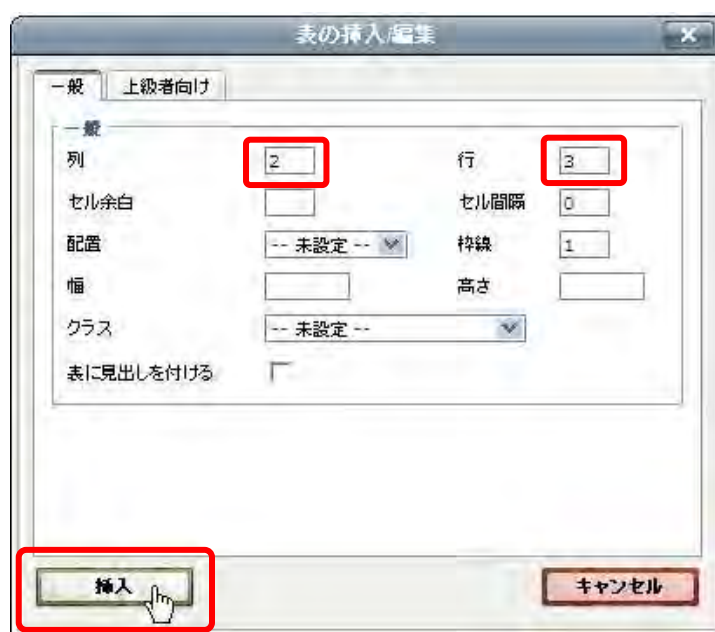 表の挿入/編集
一般 上級者向け
一般
列 2 行 3
セル余白 セル間隔 0
配置 -- 未設定 -- 枠線 1
幅 高さ
クラス -- 未設定 --
表に見出しを付ける
挿入 キャンセル